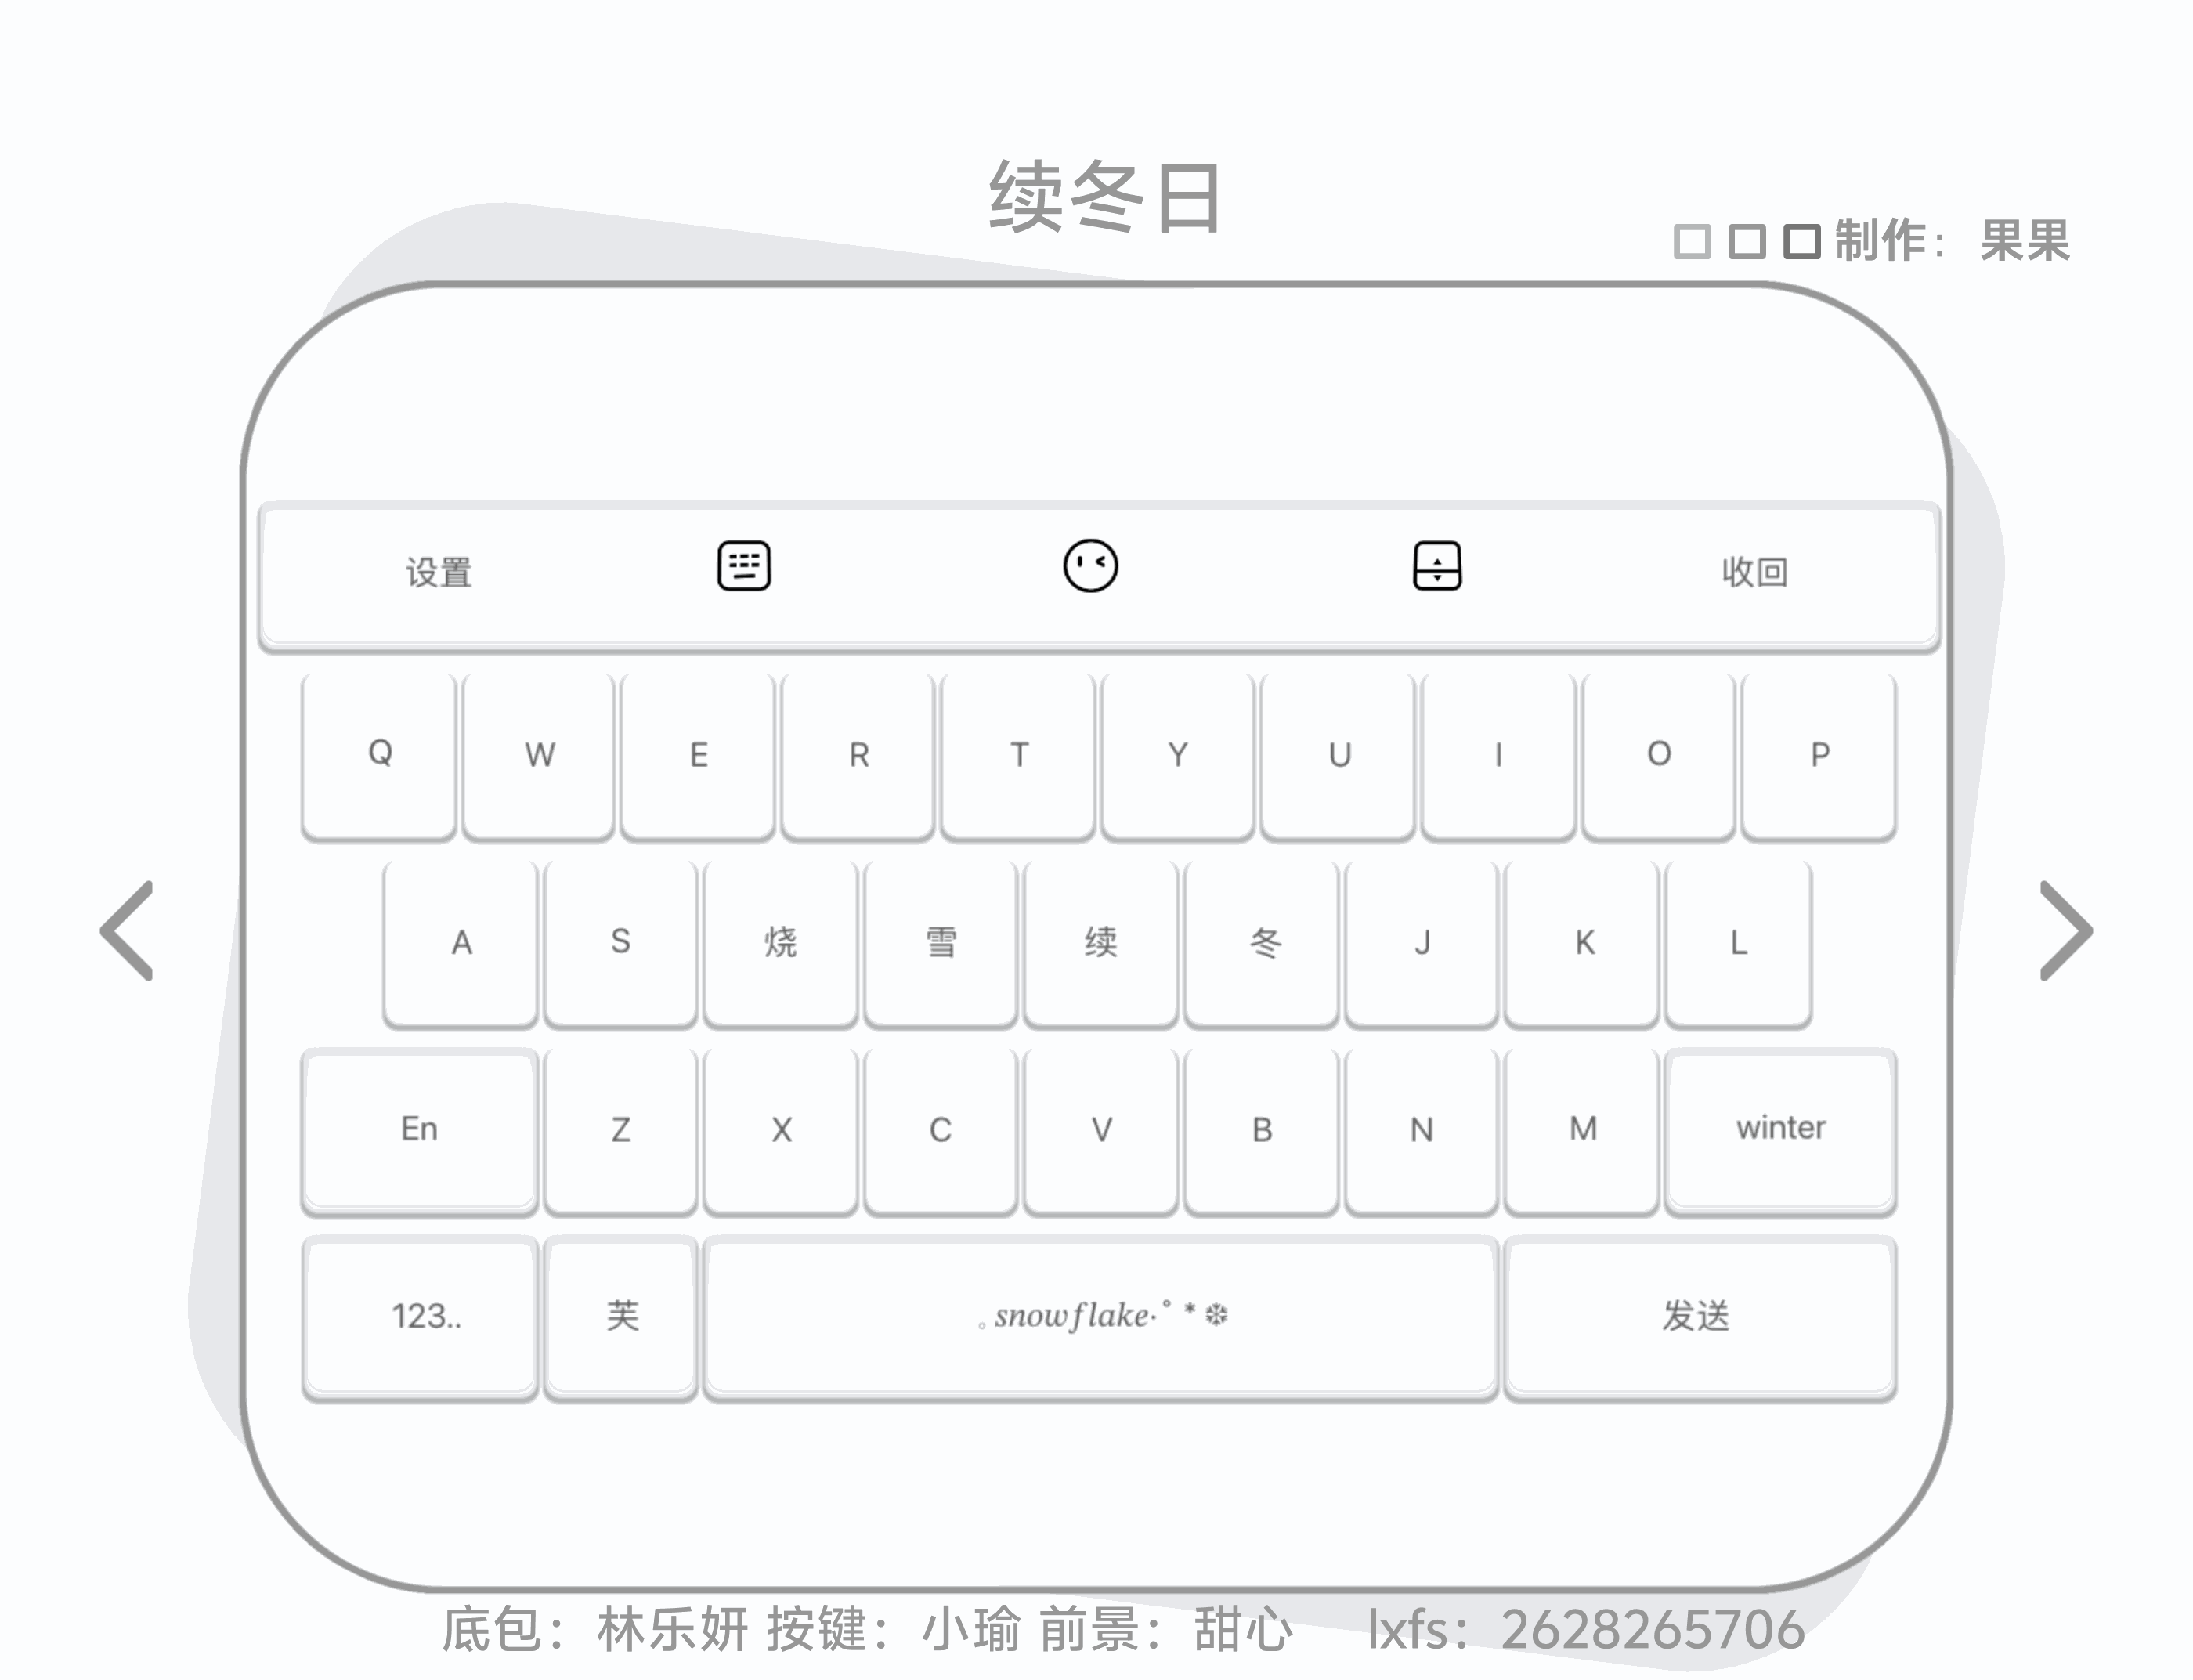 续冬日
制作：果果
设置 收回
Q W E R T Y U I O P
A S 烧 雪 续 冬 J K L
En Z X C V B N M winter
123.. 芙 。snowflake·˚ * ❄ 发送
底包：林乐妍 按键：小瑜 前景：甜心 lxfs：2628265706